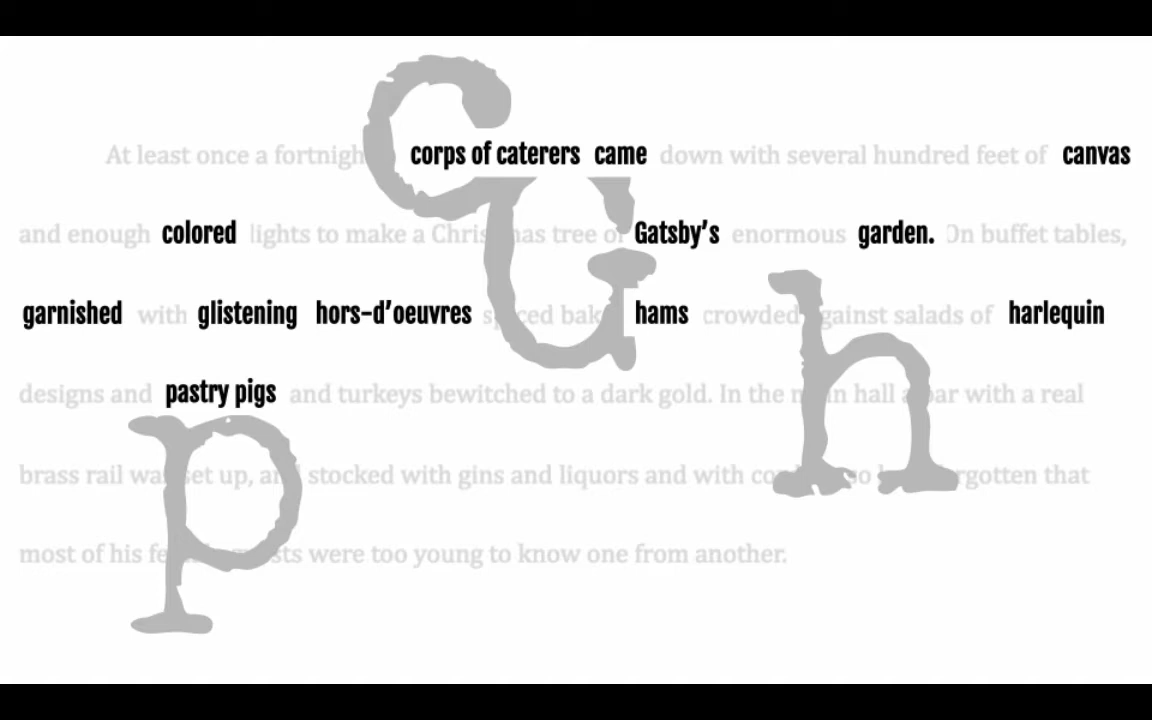 C
At least once a fortnight corps of caterers came down with several hundred feet of canvas
G
and enough colored lights to make a Christmas tree of Gatsby's enormous garden. On buffet tables,
h
garnished with glistening hors-d'oeuvres spiced baked hams crowded against salads of harlequin
designs and pastry pigs and turkeys bewitched to a dark gold. In the main hall a bar with a real
p
brass rail was set up, and stocked with gins and liquors and with so forgotten that
most of his guests were too young to know one from another.